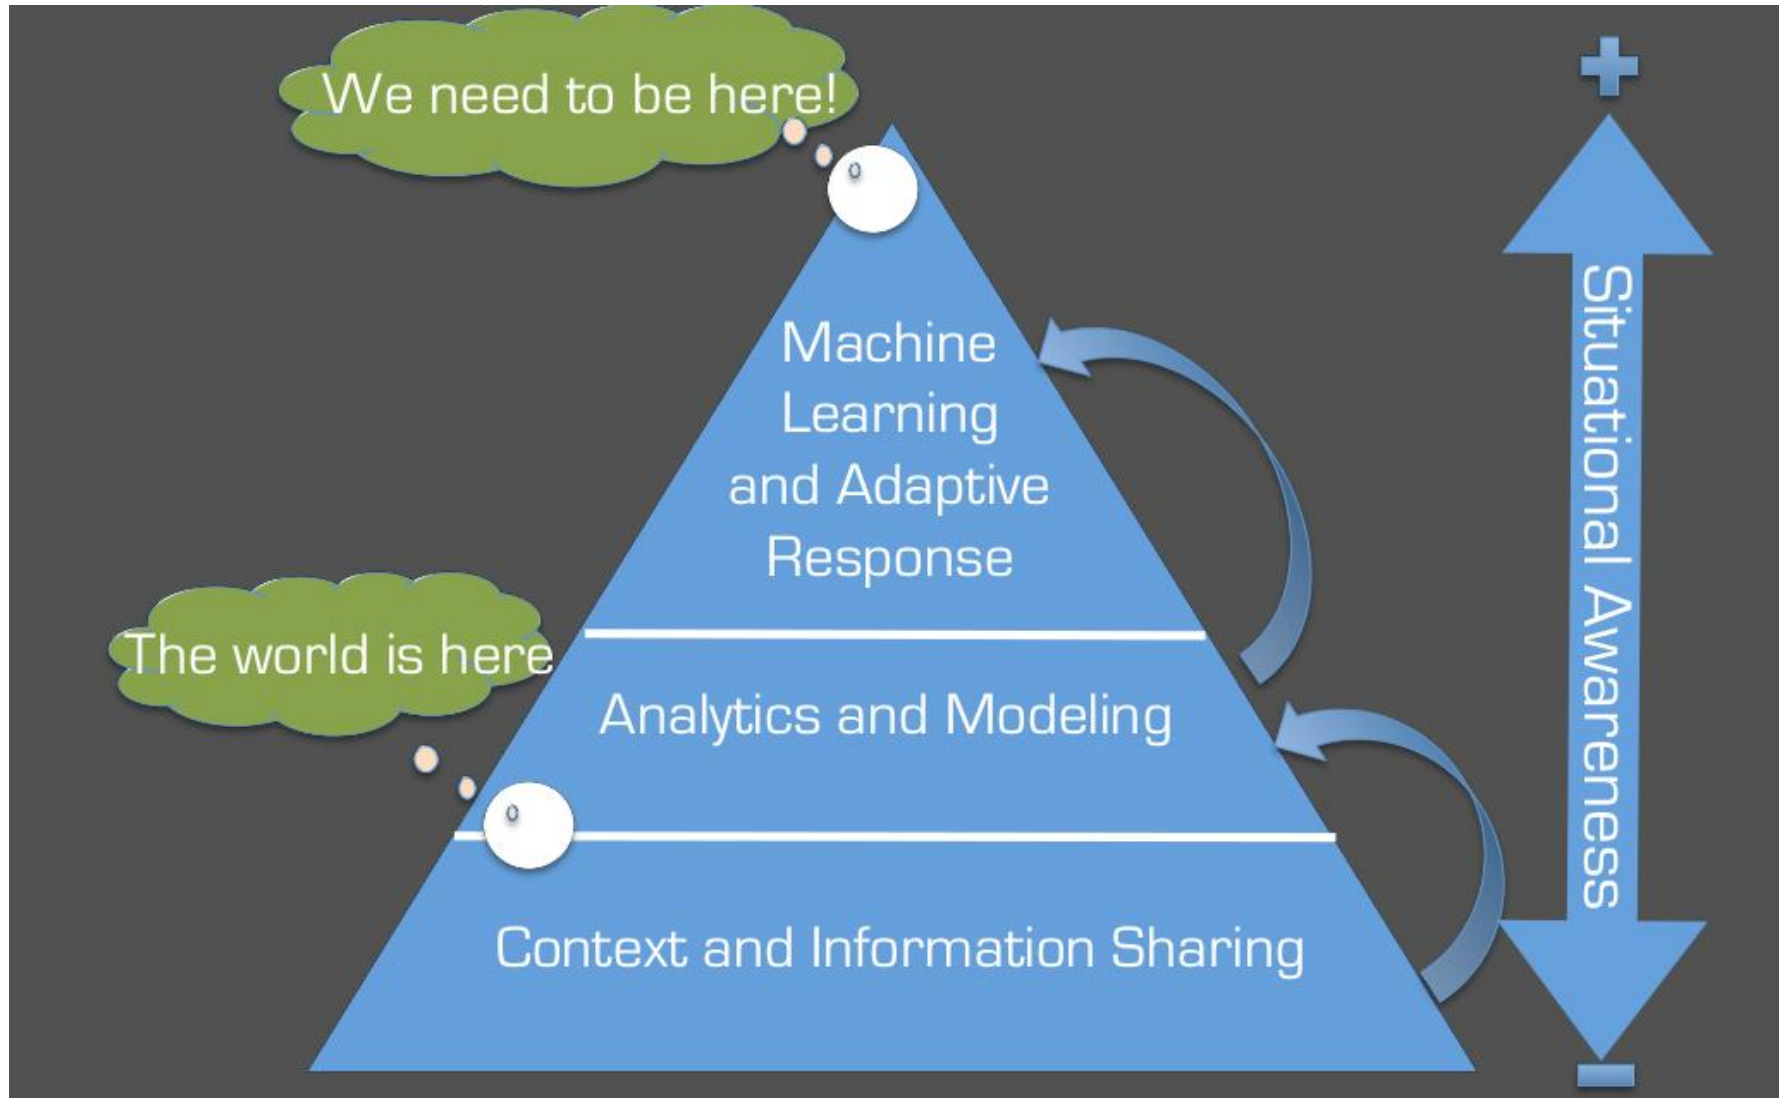 We need to be here!
Machine
Learning
and Adaptive
Response
The world is here
Analytics and Modeling
Context and Information Sharing
Situational Awareness